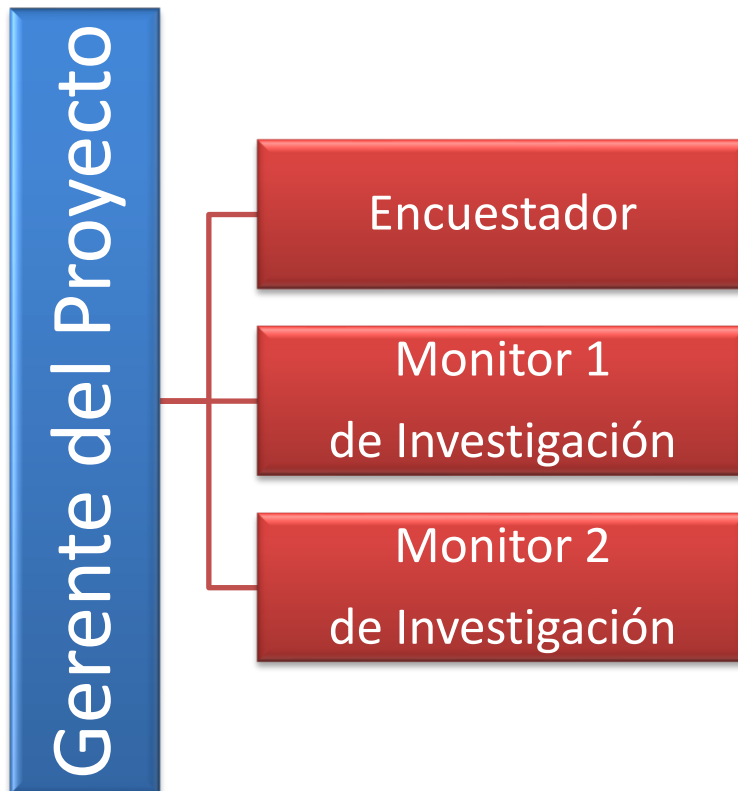 Gerente del Proyecto
Encuestador
Monitor 1
de Investigación
Monitor 2
de Investigación